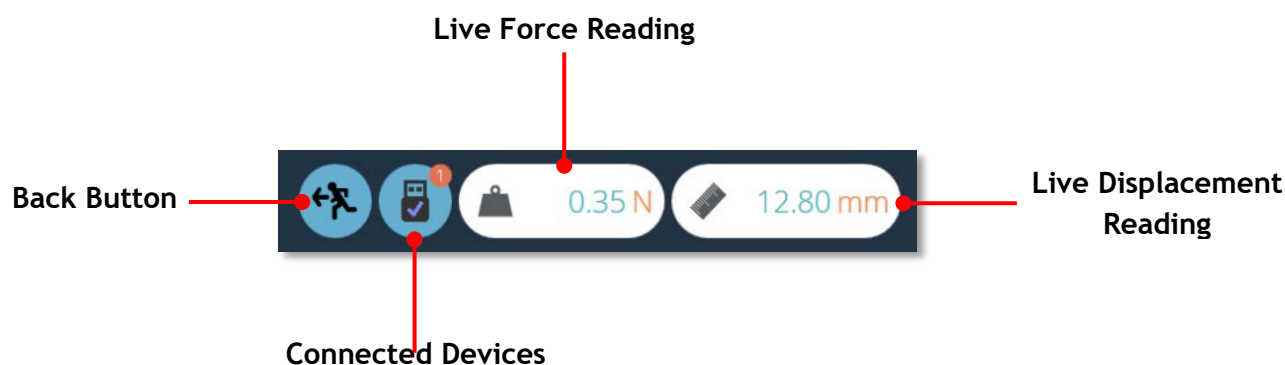 Live Force Reading
Back Button
1
0.35 N
12.80 mm
Live Displacement
Reading
Connected Devices